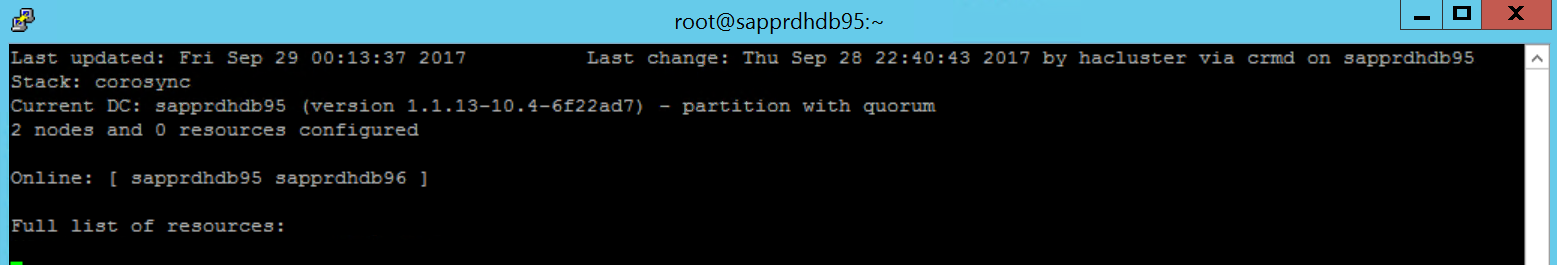 root@sapprdhdb95:~
Last updated: Fri Sep 29 00:13:37 2017          Last change: Thu Sep 28 22:40:43 2017 by hacluster via crmd on sapprdhdb95
Stack: corosync
Current DC: sapprdhdb95 (version 1.1.13-10.4-6f22ad7) - partition with quorum
2 nodes and 0 resources configured
Online: [ sapprdhdb95 sapprdhdb96 ]
Full list of resources: